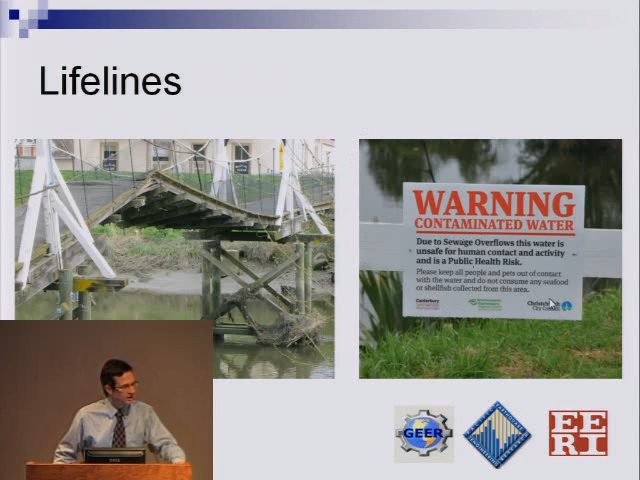 Lifelines
WARNING
CONTAMINATED WATER
Due to Sewage Overflows this water is
unsafe for human contact and activity
and is a Public Health Risk.
Please keep all people and pets out of contact
with the water and do not consume any seafood
or shellfish collected from this area.
Canterbury
Christchurch
City Council
GEER
EE
RI